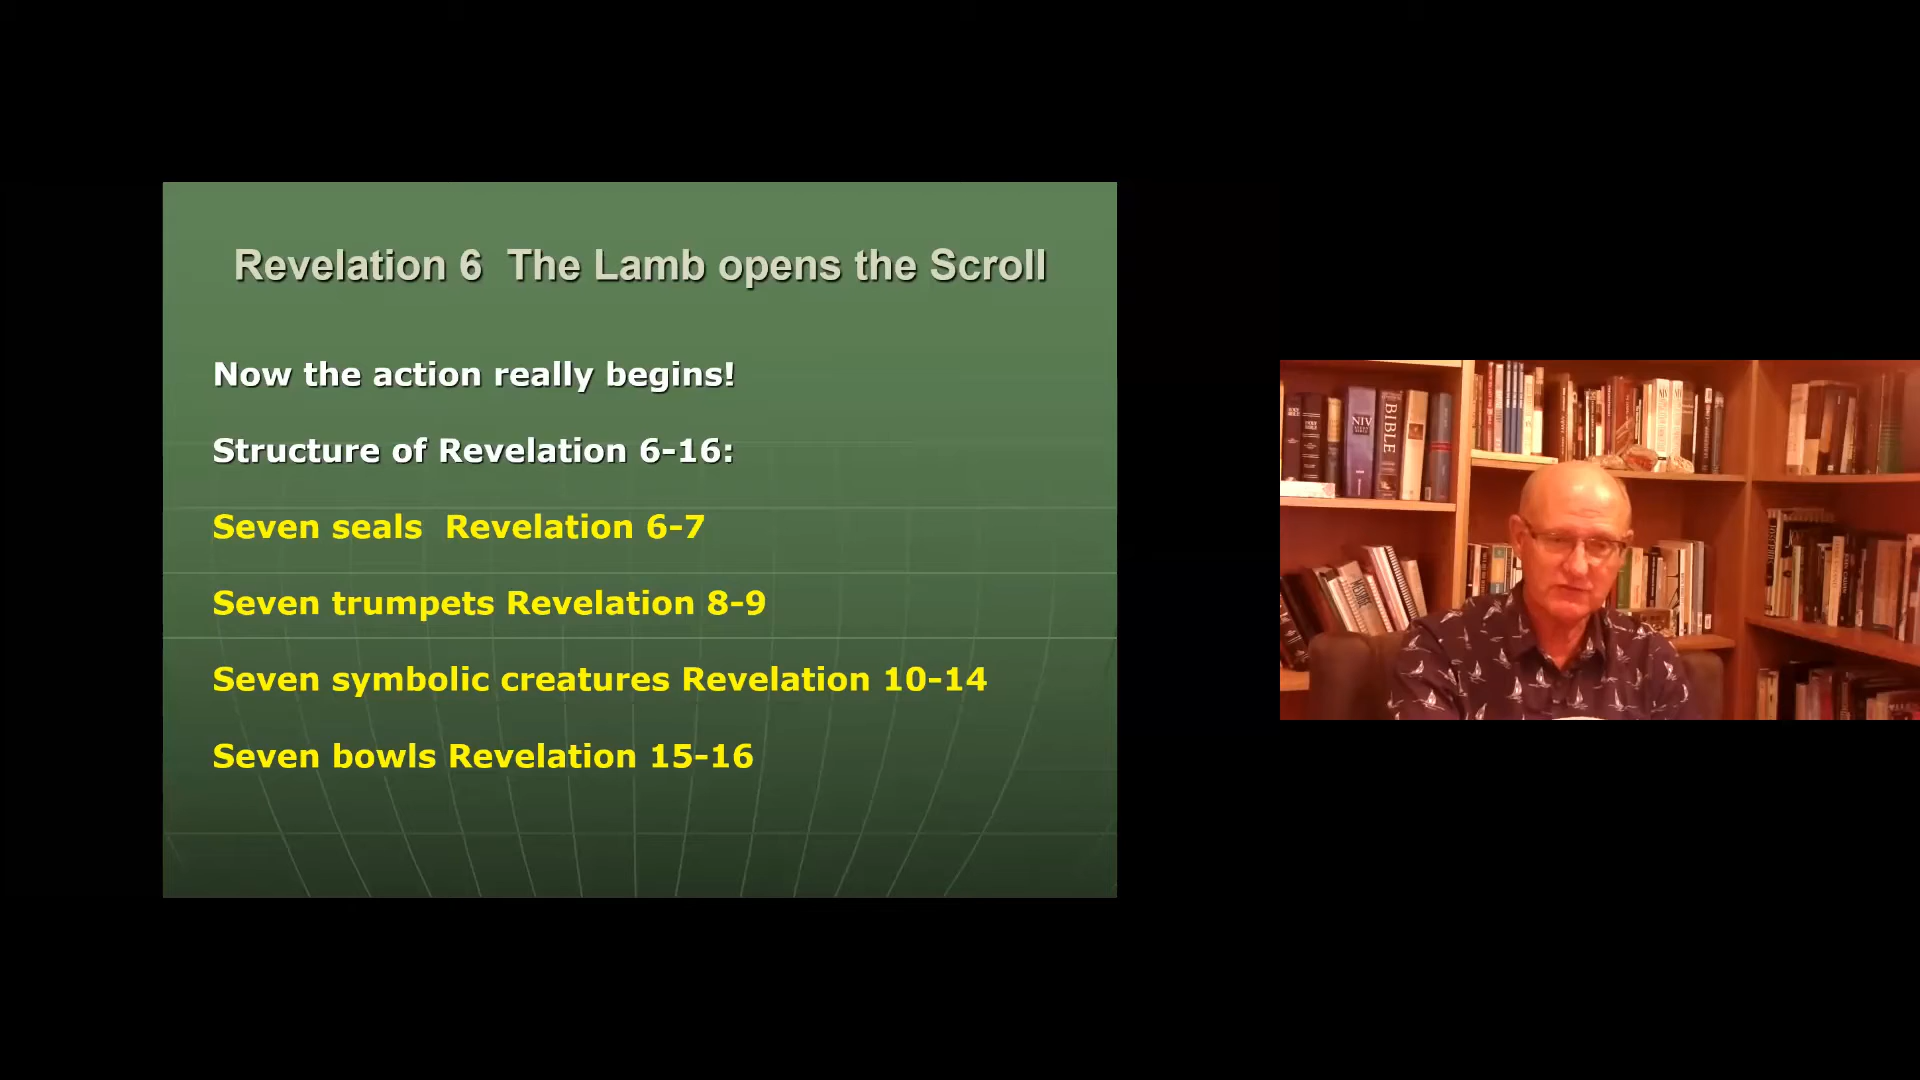 Revelation 6 The Lamb opens the Scroll
Now the action really begins!
Structure of Revelation 6-16:
Seven seals Revelation 6-7
Seven trumpets Revelation 8-9
Seven symbolic creatures Revelation 10-14
Seven bowls Revelation 15-16
NIV
BIBLE